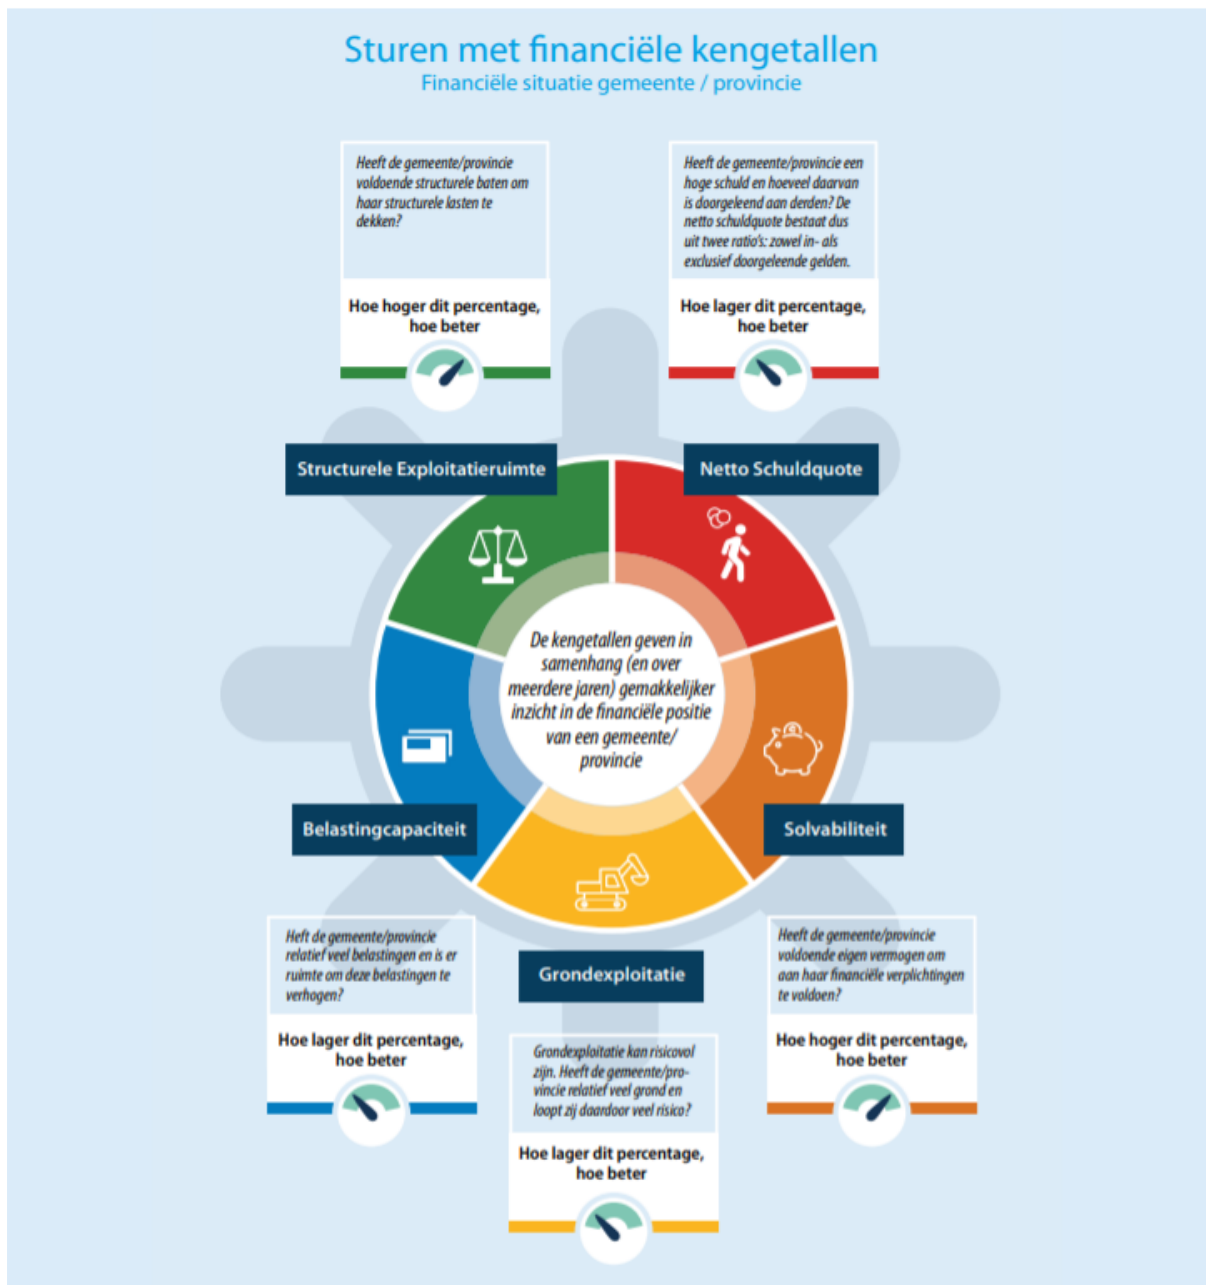 Sturen met financiële kengetallen
Financiële situatie gemeente / provincie
Heeft de gemeente/provincie
voldoende structurele baten om
haar structurele lasten te
dekken?
Hoe hoger dit percentage,
hoe beter
Heeft de gemeente/provincie een
hoge schuld en hoeveel daarvan
is doorgeleend aan derden? De
netto schuldquote bestaat dus
uit twee ratio's: zowel in- als
exclusief doorgeleende gelden.
Hoe lager dit percentage,
hoe beter
Structurele Exploitatieruimte
Netto Schuldquote
De kengetallen geven in
samenhang (en over
meerdere jaren) gemakkelijker
inzicht in de financiële positie
van een gemeente/
provincie
Belastingcapaciteit
Solvabiliteit
Grondexploitatie
Heft de gemeente/provincie
relatief veel belastingen en is er
ruimte om deze belastingen te
verhogen?
Hoe lager dit percentage,
hoe beter
Grondexploitatie kan risicovol
zijn. Heeft de gemeente/pro-
vincie relatief veel grond en
loopt zij daardoor veel risico?
Hoe lager dit percentage,
hoe beter
Heeft de gemeente/provincie
voldoende eigen vermogen om
aan haar financiële verplichtingen
te voldoen?
Hoe hoger dit percentage,
hoe beter